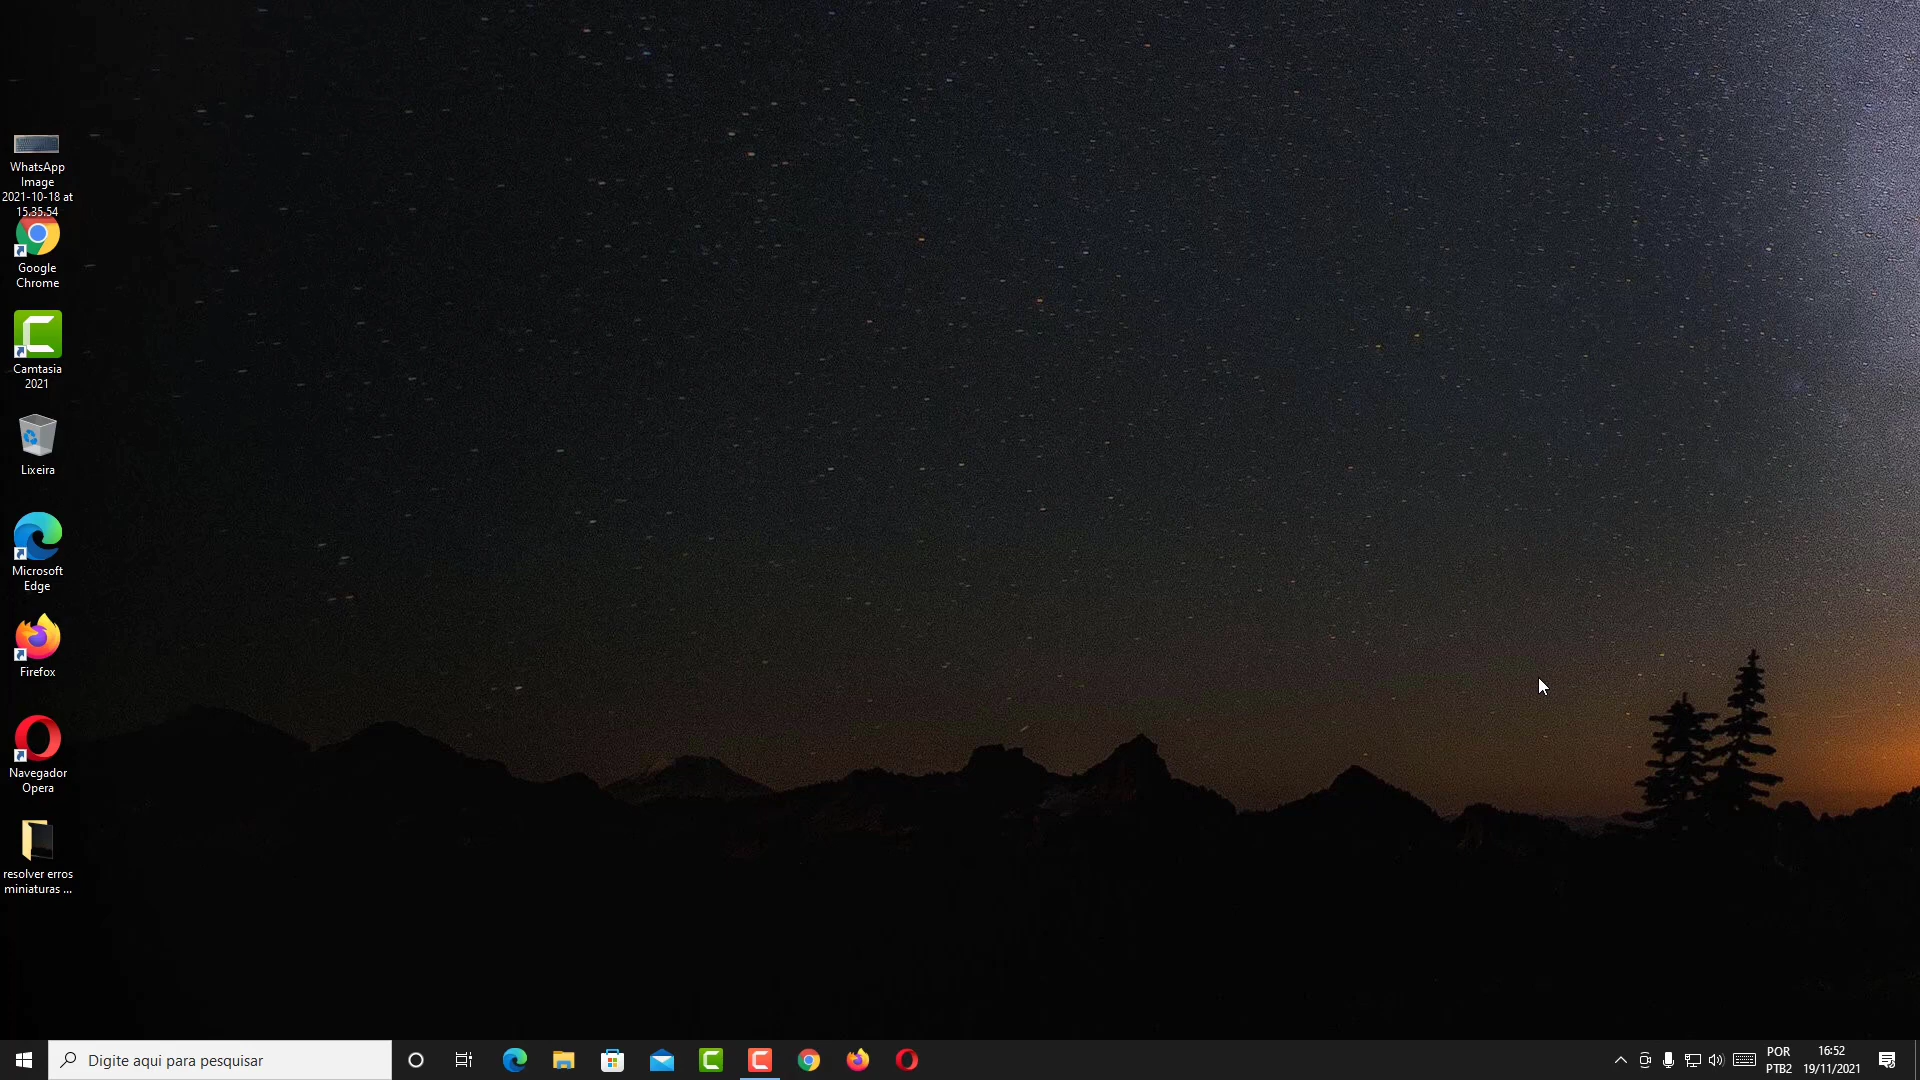 WhatsApp
Image
2021-10-18 at
15.35.54
Google
Chrome
Camtasia
2021
Lixeira
Microsoft
Edge
Firefox
Navegador
Opera
resolver erros
miniaturas ...
Digite aqui para pesquisar
POR
PTB2
16:52
19/11/2021